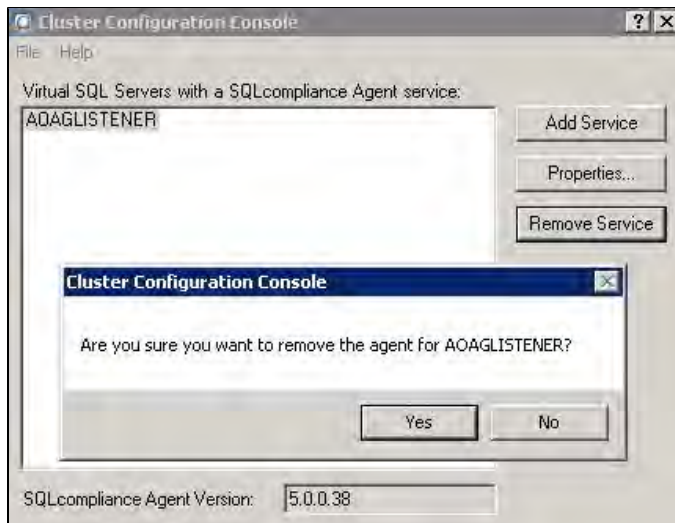 Cluster Configuration Console
File Help
Virtual SQL Servers with a SQLcompliance Agent service:
AOAGLISTENER
Add Service
Properties...
Remove Service
Cluster Configuration Console
Are you sure you want to remove the agent for AOAGLISTENER?
Yes No
SQLcompliance Agent Version: 5.0.0.38